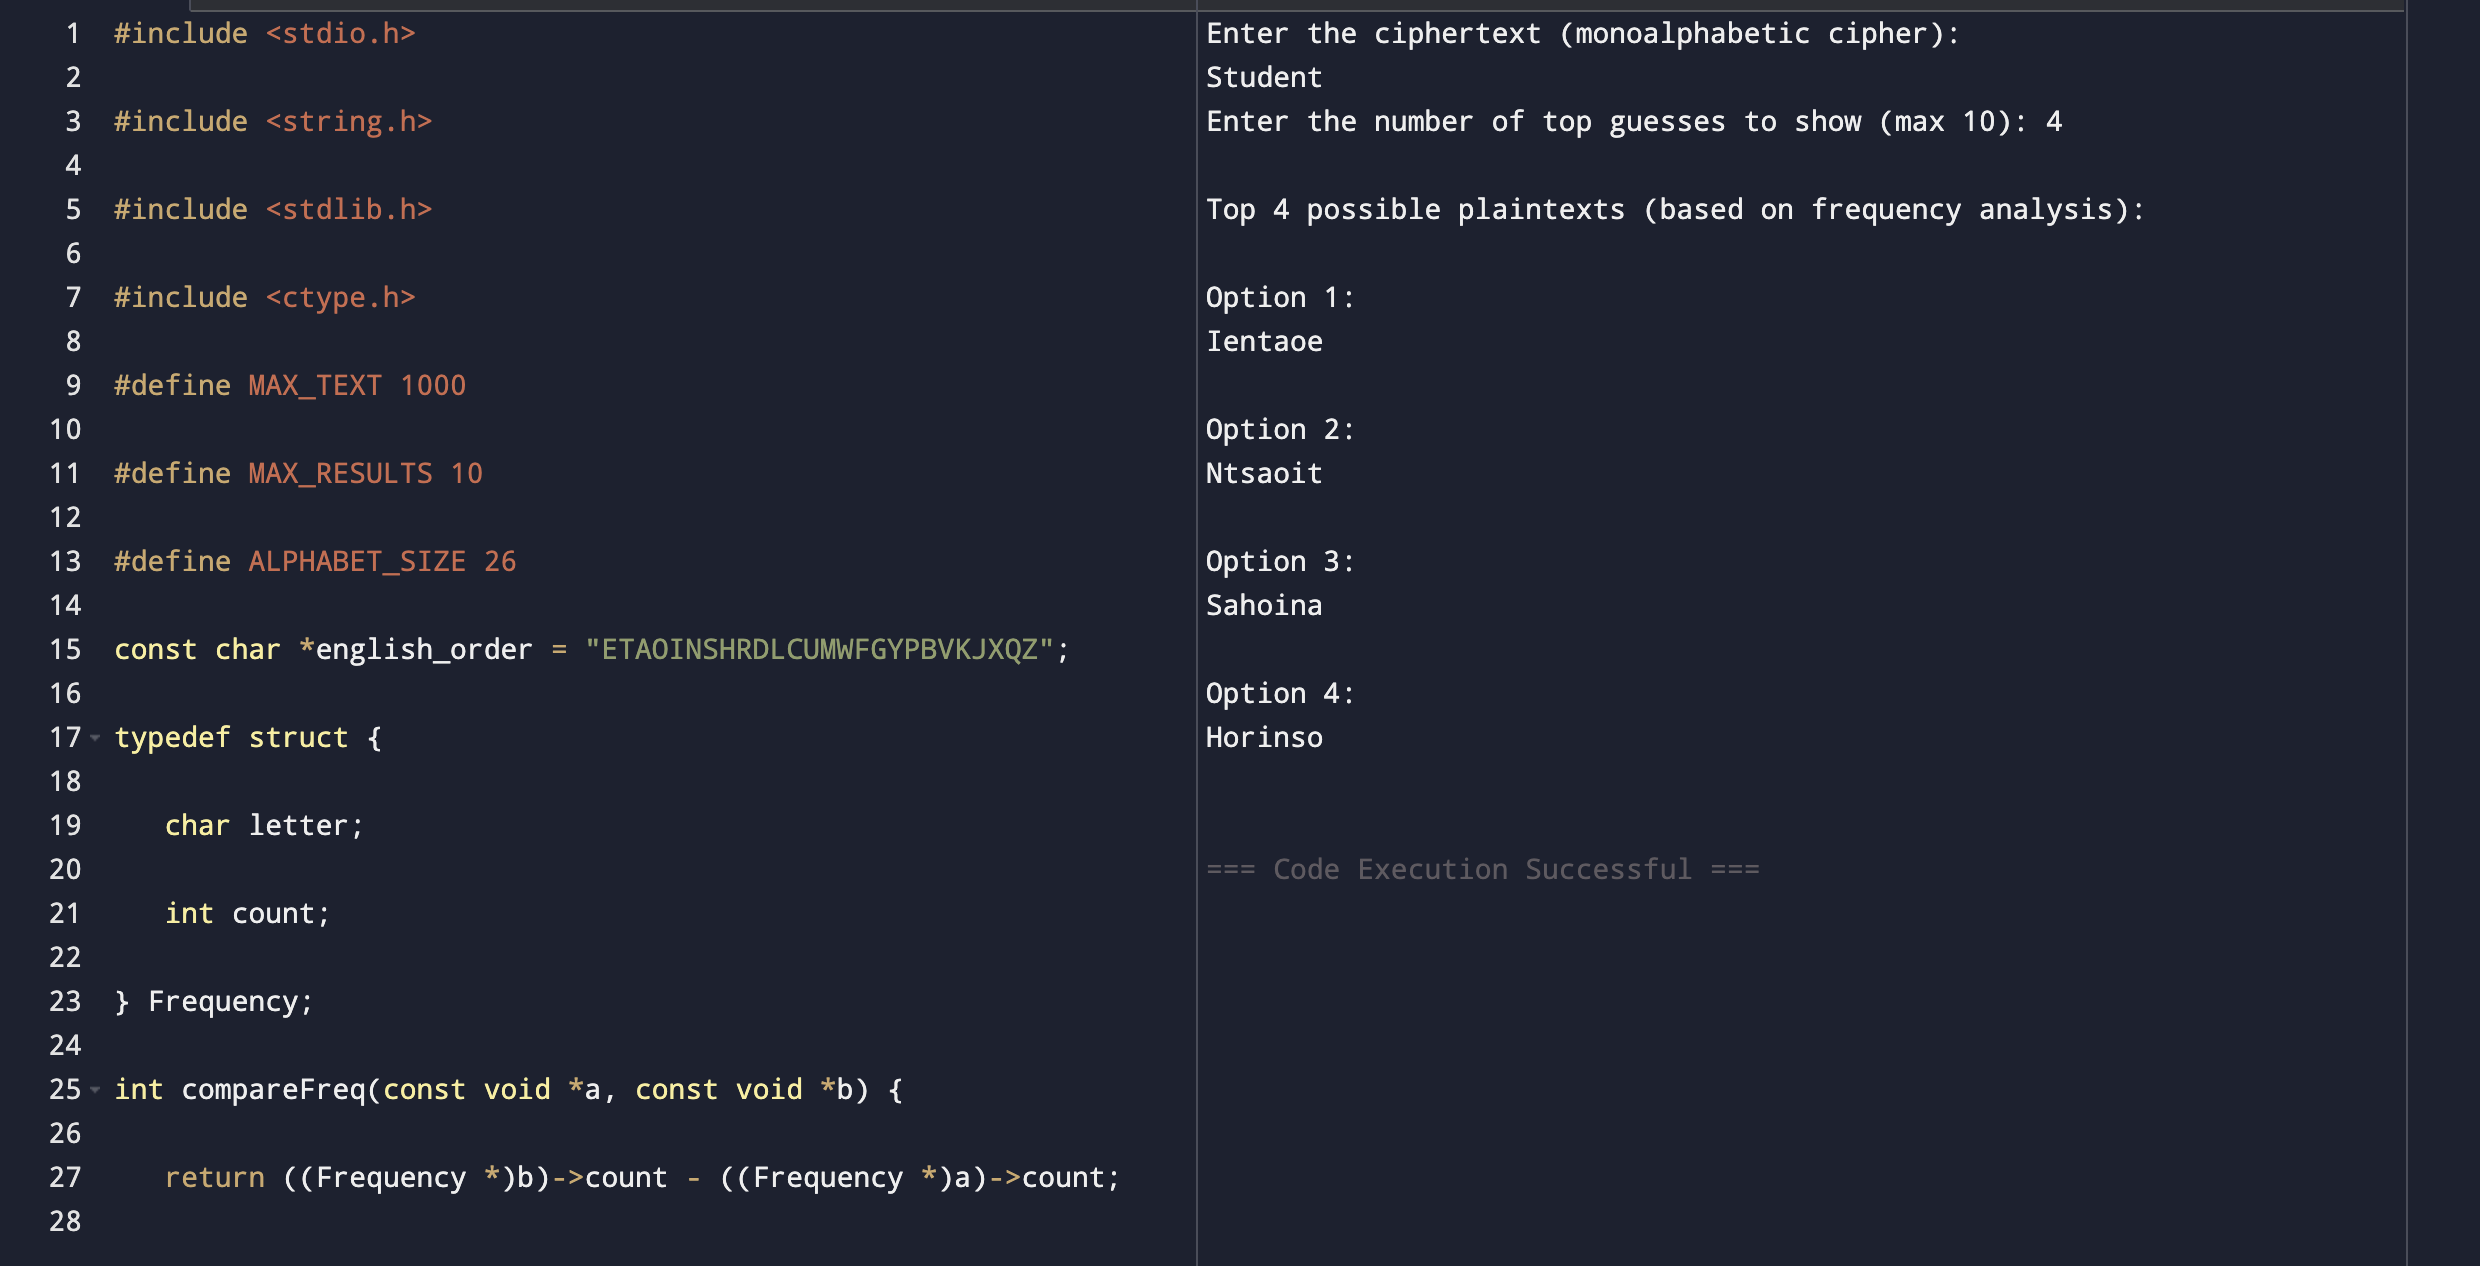 1 #include <stdio.h>
2
3 #include <string.h>
4
5 #include <stdlib.h>
6
7 #include <ctype.h>
8
9 #define MAX_TEXT 1000
10
11 #define MAX_RESULTS 10
12
13 #define ALPHABET_SIZE 26
14
15 const char *english_order = "ETAOINSHRDLCUMWFGYPBVKJXQZ";
16
17 typedef struct {
18
19    char letter;
20
21    int count;
22
23 } Frequency;
24
25 int compareFreq(const void *a, const void *b) {
26
27    return ((Frequency *)b)->count - ((Frequency *)a)->count;
28
Enter the ciphertext (monoalphabetic cipher):
Student
Enter the number of top guesses to show (max 10): 4
Top 4 possible plaintexts (based on frequency analysis):
Option 1:
Ientaoe
Option 2:
Ntsaoit
Option 3:
Sahoina
Option 4:
Horinso
=== Code Execution Successful ===